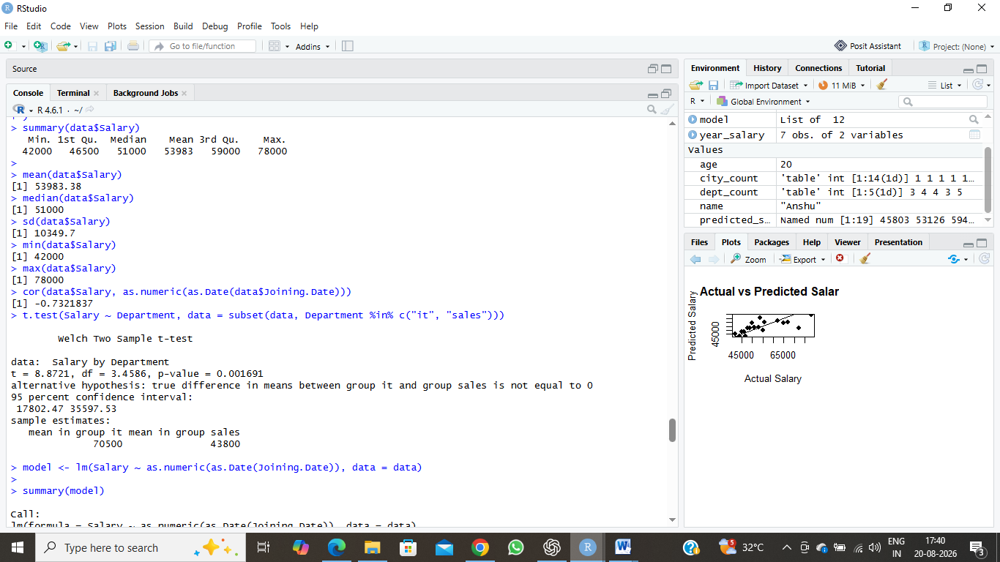 RStudio
File Edit Code View Plots Session Build Debug Profile Tools Help
Go to file/function Addins Posit Assistant Project: (None)
Source
Console Terminal Background Jobs
R 4.6.1 · ~/
> summary(data$Salary)
Min. 1st Qu. Median Mean 3rd Qu. Max.
42000 46500 51000 53983 59000 78000
>
> mean(data$Salary)
[1] 53983.38
> median(data$Salary)
[1] 51000
> sd(data$Salary)
[1] 10349.7
> min(data$Salary)
[1] 42000
> max(data$Salary)
[1] 78000
> cor(data$Salary, as.numeric(as.Date(data$Joining.Date)))
[1] -0.7321837
> t.test(Salary ~ Department, data = subset(data, Department %in% c("it", "sales")))
Welch Two Sample t-test
data: Salary by Department
t = 8.8721, df = 3.4586, p-value = 0.001691
alternative hypothesis: true difference in means between group it and group sales is not equal to 0
95 percent confidence interval:
17802.47 35597.53
sample estimates:
mean in group it mean in group sales
70500 43800
> model <- lm(Salary ~ as.numeric(as.Date(Joining.Date)), data = data)
>
> summary(model)
Call:
lm(formula = Salary ~ as.numeric(as.Date(Joining.Date)), data = data)
Environment History Connections Tutorial
Import Dataset 11 MiB List
R Global Environment
model List of 12
year_salary 7 obs. of 2 variables
Values
age 20
city_count 'table' int [1:14(1d)] 1 1 1 1 1…
dept_count 'table' int [1:5(1d)] 3 4 4 3 5
name "Anshu"
predicted_s… Named num [1:19] 45803 53126 594…
Files Plots Packages Help Viewer Presentation
Zoom Export
Actual vs Predicted Salar
Predicted Salary
45000
45000 65000
Actual Salary
Type here to search
5 32°C
ENG
IN
17:40
20-08-2026
3